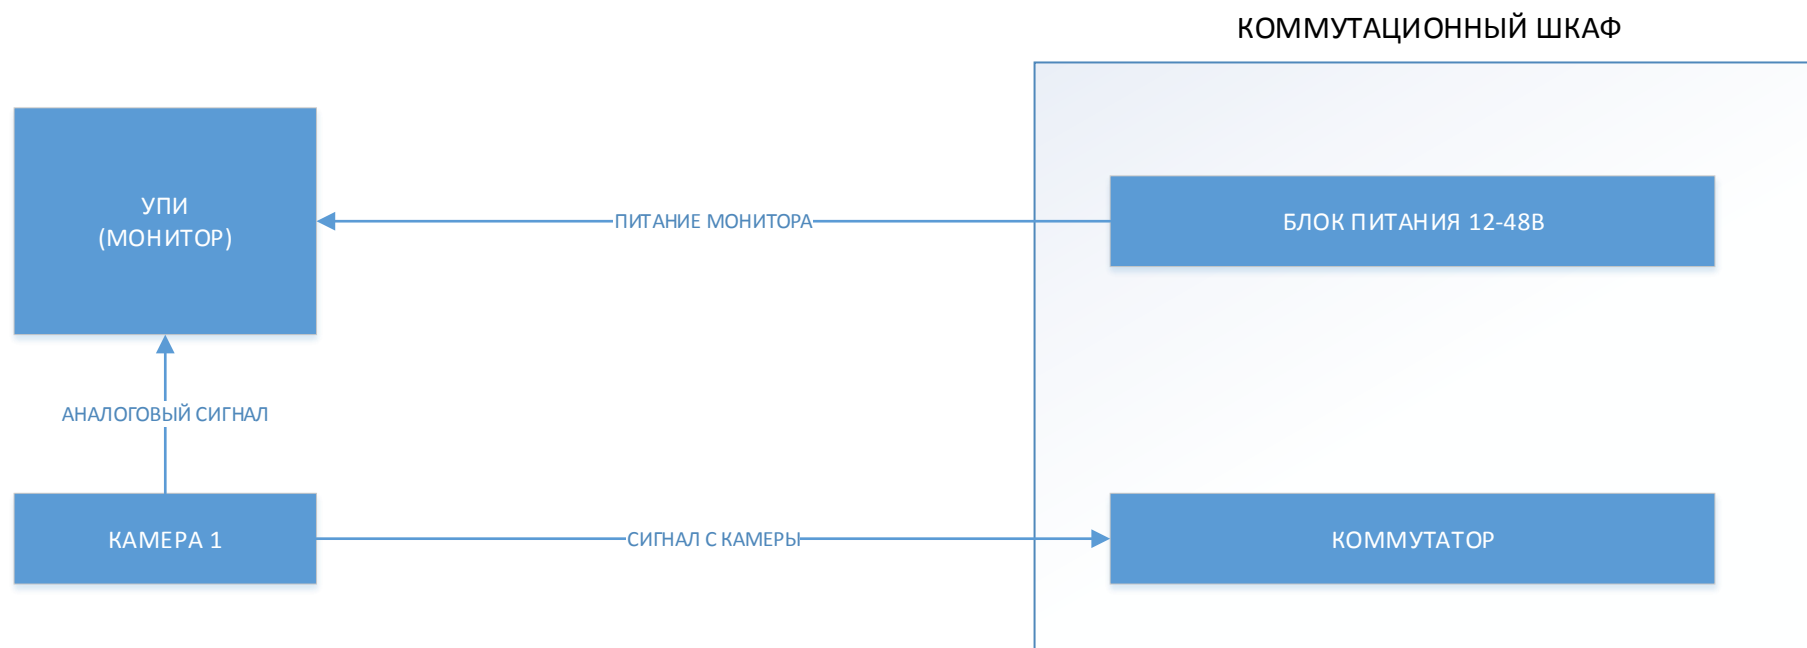 КОММУТАЦИОННЫЙ ШКАФ
УПИ
(МОНИТОР)
ПИТАНИЕ МОНИТОРА
БЛОК ПИТАНИЯ 12-48В
АНАЛОГОВЫЙ СИГНАЛ
КАМЕРА 1
СИГНАЛ С КАМЕРЫ
КОММУТАТОР